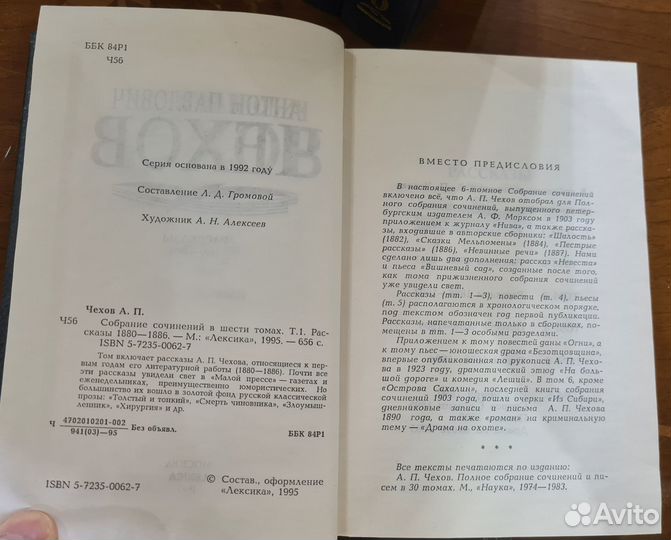 ББК 84Р1
Ч56
АНТОН ПАВЛОВИЧ
ЧЕХОВ
Серия основана в 1992 году
Составление Л. Д. Громовой
Художник А. Н. Алексеев
Чехов А. П.
Ч56 Собрание сочинений в шести томах. Т.1. Рас-
сказы 1880—1886. — М.: «Лексика», 1995. — 656 с.
ISBN 5-7235-0062-7
Том включает рассказы А. П. Чехова, относящиеся к пер-
вым годам его литературной работы (1880—1886). Почти все
эти рассказы увидели свет в «Малой прессе» — газетах и
еженедельниках, преимущественно юмористических. Но
большинство их вошло в золотой фонд русской классической
прозы: «Толстый и тонкий», «Смерть чиновника», «Злоумыш-
ленник», «Хирургия» и др.
Ч 4702010201-002
941(03)—95 Без объявл. ББК 84Р1
© Состав., оформление
«Лексика», 1995
ISBN 5-7235-0062-7
ВМЕСТО ПРЕДИСЛОВИЯ
В настоящее 6-томное Собрание сочинений
включено всё, что А. П. Чехов отобрал для Пол-
ного собрания сочинений, выпущенного петер-
бургским издателем А. Ф. Марксом в 1903 году
приложением к журналу «Нива», а также расска-
зы, входившие в авторские сборники: «Шалость»
(1882), «Сказки Мельпомены» (1884), «Пестрые
рассказы» (1886), «Невинные речи» (1887). Нами
сделано лишь два дополнения: рассказ «Невеста»
и пьеса «Вишневый сад», созданные после того,
как тома прижизненного собрания сочинений
уже увидели свет.
Рассказы (тт. 1—3), повести (т. 4), пьесы
(т. 5) располагаются в хронологическом порядке,
под текстом обозначен год первой публикации.
Рассказы, напечатанные только в сборниках, по-
мещены в тт. 1—3 особыми разделами.
Приложением к тому повестей даны «Огни», а
к тому пьес — юношеская драма «Безотцовщина»,
впервые опубликованная по рукописи А. П. Чехова
в 1923 году, драматический этюд «На большой
дороге» и комедия «Леший». В том 6, кроме
«Острова Сахалин», последней книги собрания
сочинений 1903 года, вошли очерки «Из Сибири»,
дневниковые записи и письма А. П. Чехова
1890 года, а также «роман» на криминальную
тему — «Драма на охоте».
* * *
Все тексты печатаются по изданию:
А. П. Чехов. Полное собрание сочинений и пи-
сем в 30 томах. М., «Наука», 1974—1983.
Avito